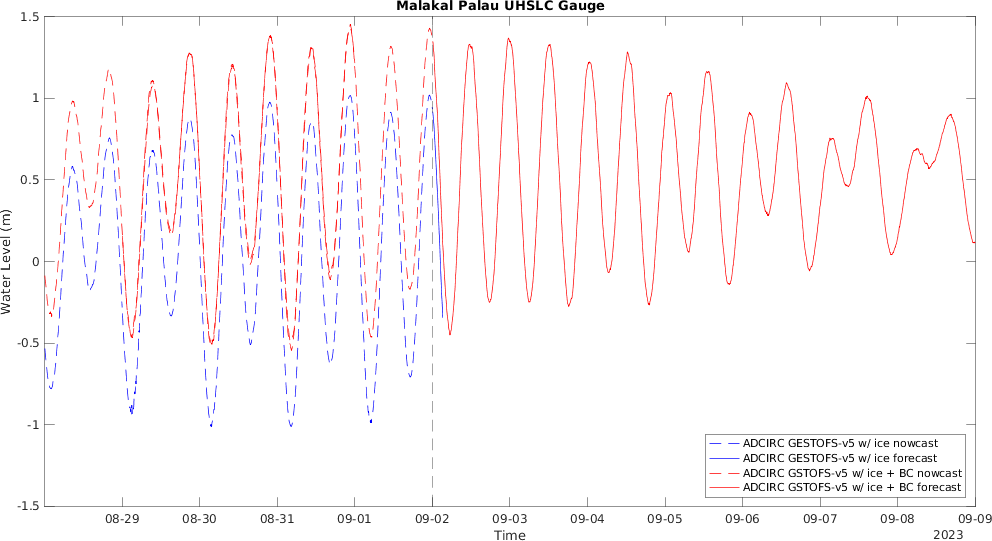 Malakal Palau UHSLC Gauge
1.5
1
0.5
0
-0.5
-1
-1.5
Water Level (m)
08-29 08-30 08-31 09-01 09-02 09-03 09-04 09-05 09-06 09-07 09-08 09-09
Time
2023
ADCIRC GESTOFS-v5 w/ ice nowcast
ADCIRC GESTOFS-v5 w/ ice forecast
ADCIRC GSTOFS-v5 w/ ice + BC nowcast
ADCIRC GSTOFS-v5 w/ ice + BC forecast